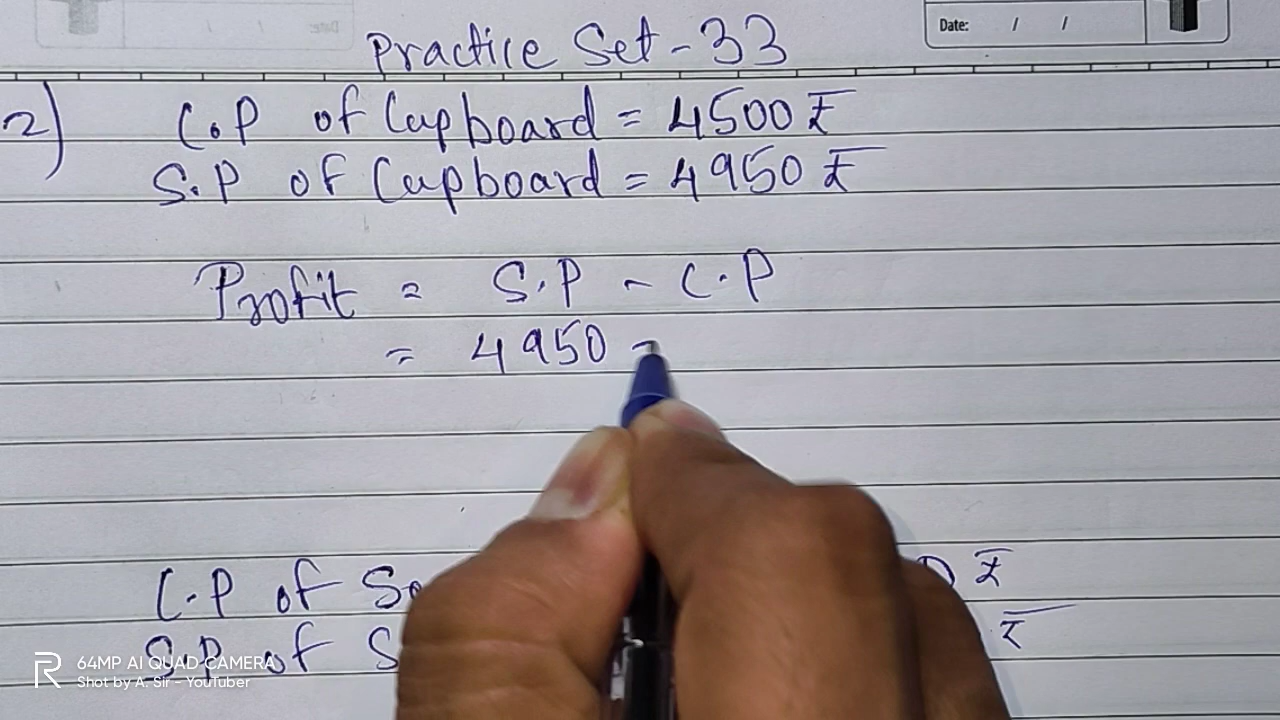 Date: / /
Practice Set - 33
2) C.P of Cupboard = 4500 ₹
S.P of Cupboard = 4950 ₹
Profit = S.P - C.P
= 4950 -
C.P of ₹
S.P of ₹
64MP AI QUAD CAMERA
Shot by A. Sir - YouTuber